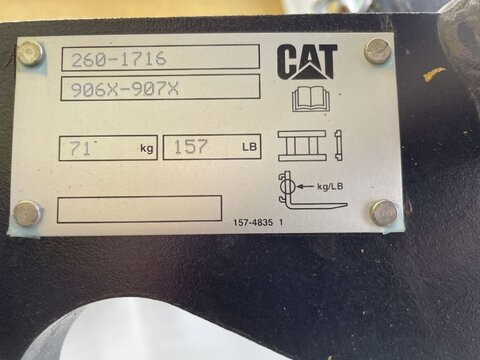 260-1716
CAT
906X-907X
71 kg
157 LB
kg/LB
157-4835 1